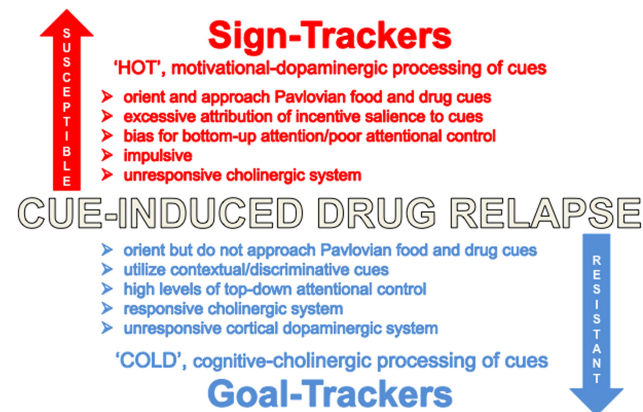 SUSCEPTIBLE
Sign-Trackers
'HOT', motivational-dopaminergic processing of cues
➢ orient and approach Pavlovian food and drug cues
➢ excessive attribution of incentive salience to cues
➢ bias for bottom-up attention/poor attentional control
➢ impulsive
➢ unresponsive cholinergic system
CUE-INDUCED DRUG RELAPSE
➢ orient but do not approach Pavlovian food and drug cues
➢ utilize contextual/discriminative cues
➢ high levels of top-down attentional control
➢ responsive cholinergic system
➢ unresponsive cortical dopaminergic system
'COLD', cognitive-cholinergic processing of cues
Goal-Trackers
RESISTANT